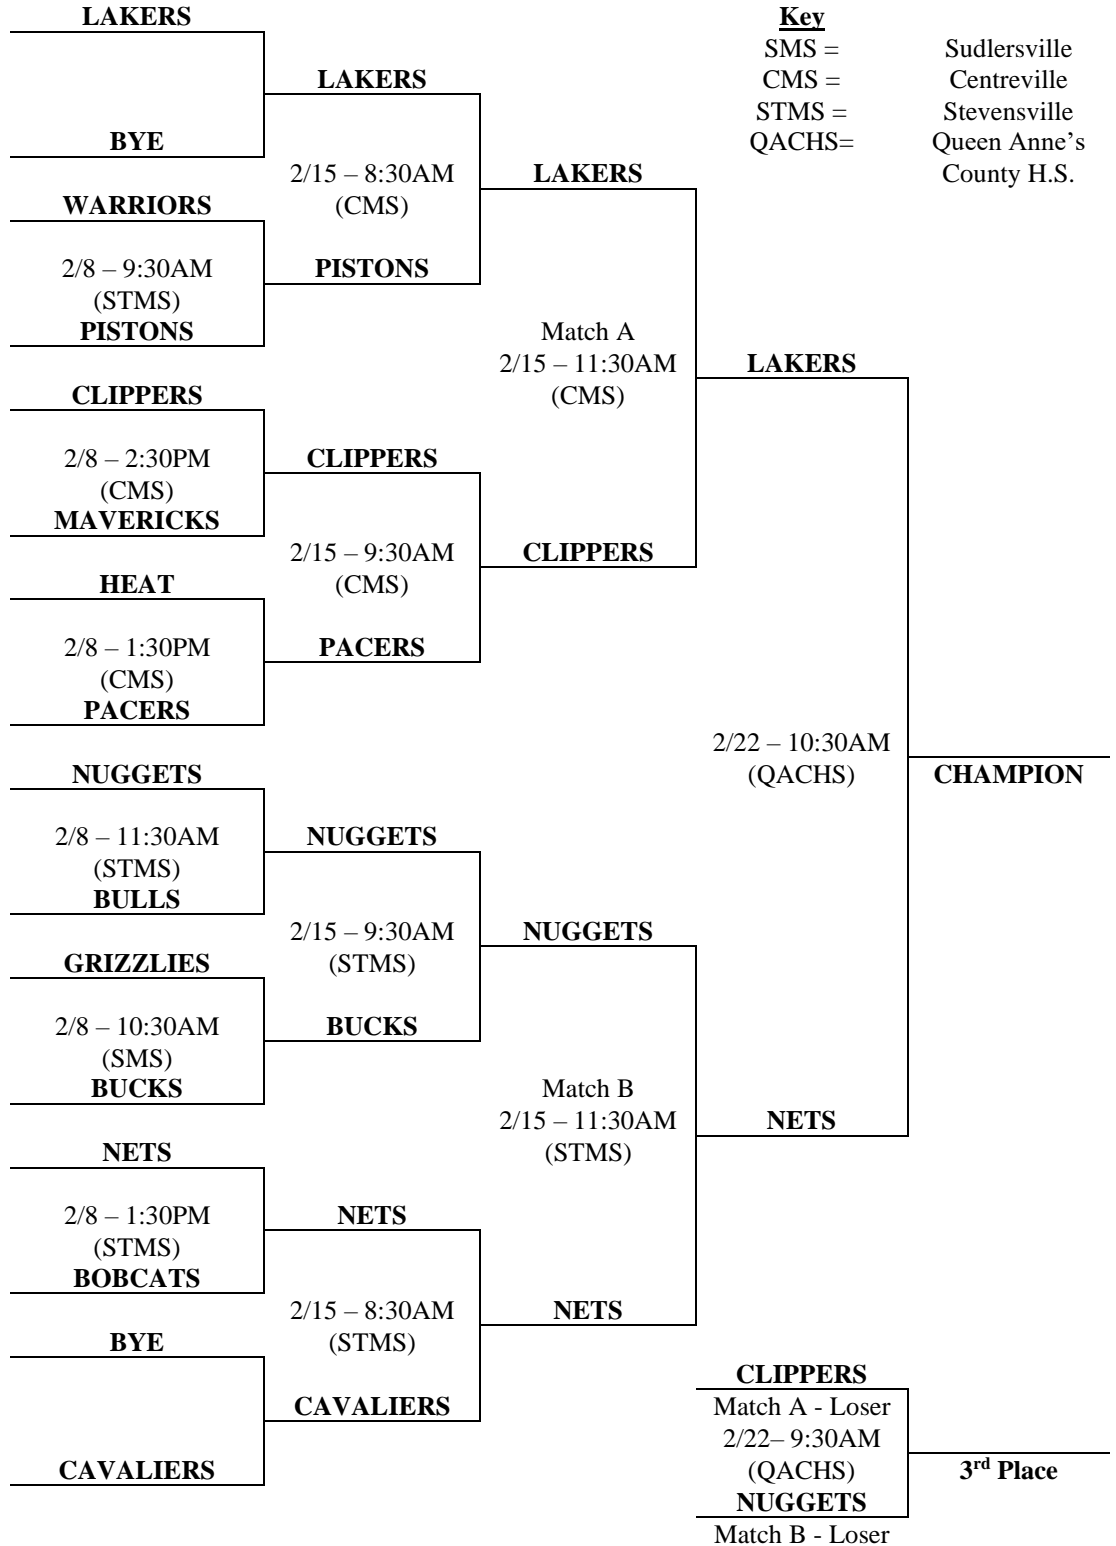 LAKERS
BYE
WARRIORS
2/8 – 9:30AM
(STMS)
PISTONS
CLIPPERS
2/8 – 2:30PM
(CMS)
MAVERICKS
HEAT
2/8 – 1:30PM
(CMS)
PACERS
NUGGETS
2/8 – 11:30AM
(STMS)
BULLS
GRIZZLIES
2/8 – 10:30AM
(SMS)
BUCKS
NETS
2/8 – 1:30PM
(STMS)
BOBCATS
BYE
CAVALIERS
LAKERS
2/15 – 8:30AM
(CMS)
PISTONS
CLIPPERS
2/15 – 9:30AM
(CMS)
PACERS
NUGGETS
2/15 – 9:30AM
(STMS)
BUCKS
NETS
2/15 – 8:30AM
(STMS)
CAVALIERS
LAKERS
Match A
2/15 – 11:30AM
(CMS)
CLIPPERS
NUGGETS
Match B
2/15 – 11:30AM
(STMS)
NETS
LAKERS
2/22 – 10:30AM
(QACHS)
NETS
CHAMPION
CLIPPERS
Match A - Loser
2/22– 9:30AM
(QACHS)
NUGGETS
Match B - Loser
3rd Place
Key
SMS = Sudlersville
CMS = Centreville
STMS = Stevensville
QACHS= Queen Anne's
County H.S.